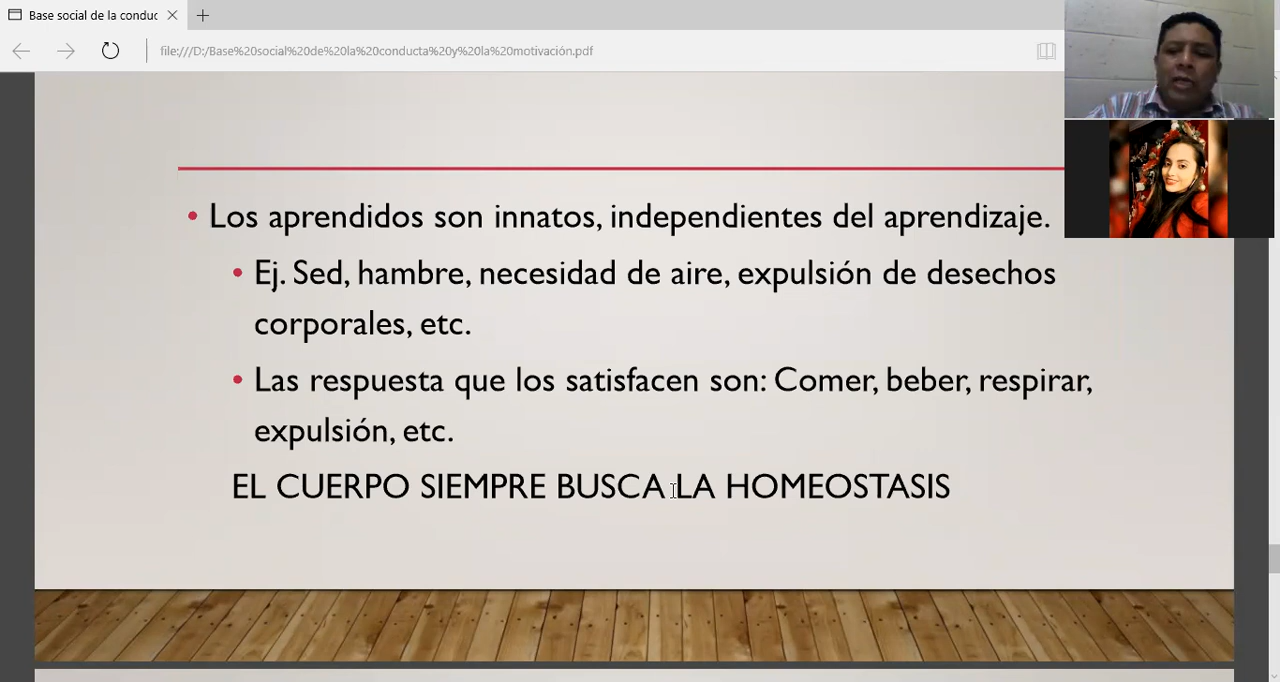 Base social de la conduc
file:///D:/Base%20social%20de%20la%20conducta%20y%20la%20motivación.pdf
• Los aprendidos son innatos, independientes del aprendizaje.
• Ej. Sed, hambre, necesidad de aire, expulsión de desechos
corporales, etc.
• Las respuesta que los satisfacen son: Comer, beber, respirar,
expulsión, etc.
EL CUERPO SIEMPRE BUSCA LA HOMEOSTASIS